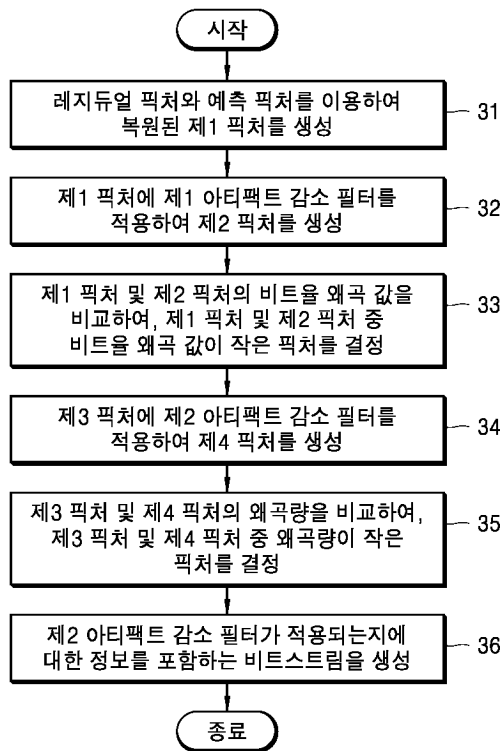 시작
레지듀얼 픽처와 예측 픽처를 이용하여
복원된 제1 픽처를 생성
31
제1 픽처에 제1 아티팩트 감소 필터를
적용하여 제2 픽처를 생성
32
제1 픽처 및 제2 픽처의 비트율 왜곡 값을
비교하여, 제1 픽처 및 제2 픽처 중
비트율 왜곡 값이 작은 픽처를 결정
33
제3 픽처에 제2 아티팩트 감소 필터를
적용하여 제4 픽처를 생성
34
제3 픽처 및 제4 픽처의 왜곡량을 비교하여,
제3 픽처 및 제4 픽처 중 왜곡량이 작은
픽처를 결정
35
제2 아티팩트 감소 필터가 적용되는지에
대한 정보를 포함하는 비트스트림을 생성
36
종료